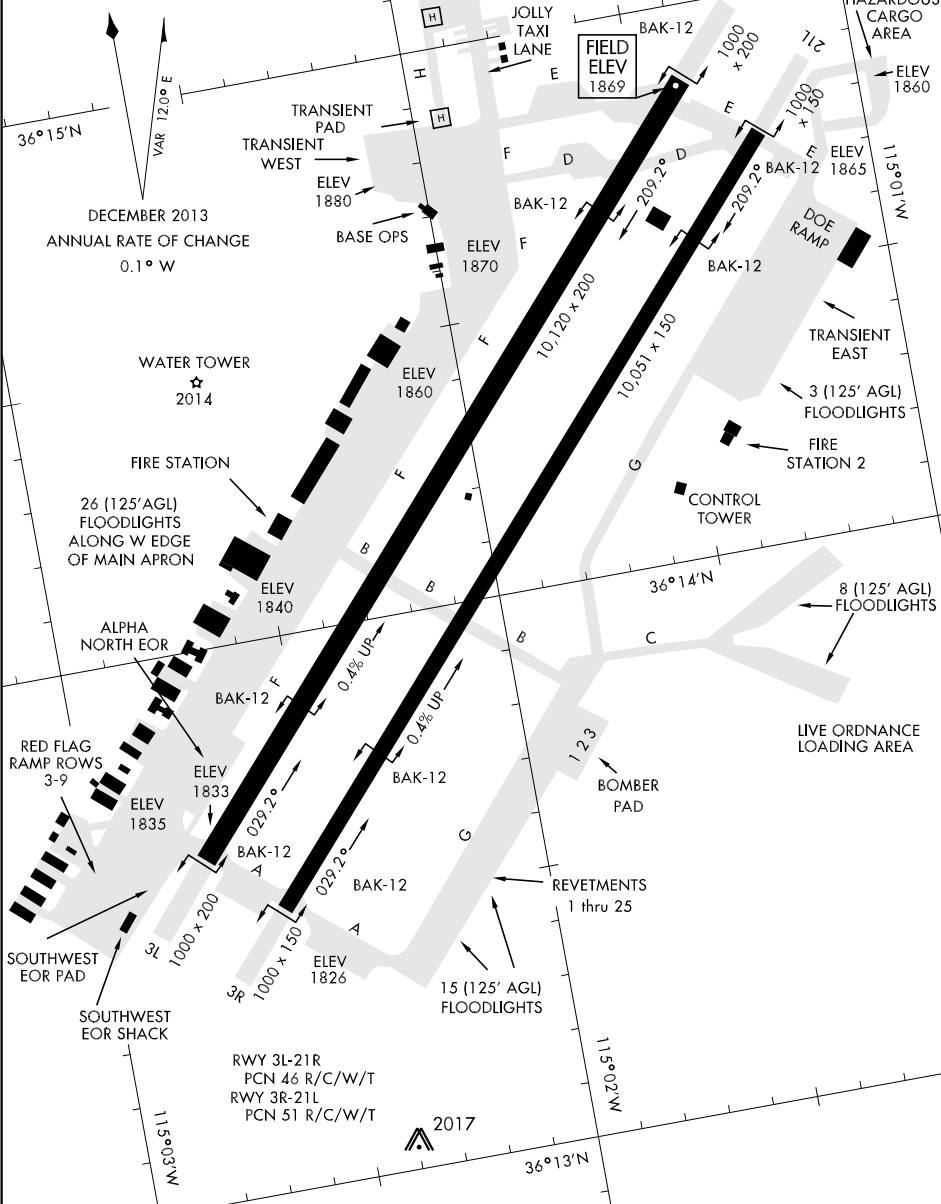 H
JOLLY
TAXI
LANE
BAK-12
1000
x 200
HAZARDOUS
CARGO
AREA
21L
FIELD
ELEV
1869
H
E
1000
x 150
ELEV
1860
VAR 12.0° E
36°15'N
TRANSIENT
PAD
H
TRANSIENT
WEST
F
D
D
E
E
ELEV
1865
115°01'W
ELEV
1880
BAK-12
209.2°
209.2°
BAK-12
DECEMBER 2013
ANNUAL RATE OF CHANGE
0.1° W
BASE OPS
F
ELEV
1870
BAK-12
DOE
RAMP
10,120 x 200
10,051 x 150
TRANSIENT
EAST
WATER TOWER
2014
ELEV
1860
F
3 (125' AGL)
FLOODLIGHTS
FIRE
STATION 2
FIRE STATION
F
G
CONTROL
TOWER
26 (125'AGL)
FLOODLIGHTS
ALONG W EDGE
OF MAIN APRON
B
B
36°14'N
8 (125' AGL)
FLOODLIGHTS
ELEV
1840
B
C
ALPHA
NORTH EOR
0.4% UP
F
BAK-12
0.4% UP
LIVE ORDNANCE
LOADING AREA
RED FLAG
RAMP ROWS
3-9
1 2 3
ELEV
1833
BAK-12
BOMBER
PAD
ELEV
1835
029.2°
BAK-12
A
029.2°
BAK-12
G
REVETMENTS
1 thru 25
A
SOUTHWEST
EOR PAD
3L
1000 x 200
3R
1000 x 150
ELEV
1826
15 (125' AGL)
FLOODLIGHTS
SOUTHWEST
EOR SHACK
RWY 3L-21R
PCN 46 R/C/W/T
RWY 3R-21L
PCN 51 R/C/W/T
115°02'W
115°03'W
2017
36°13'N